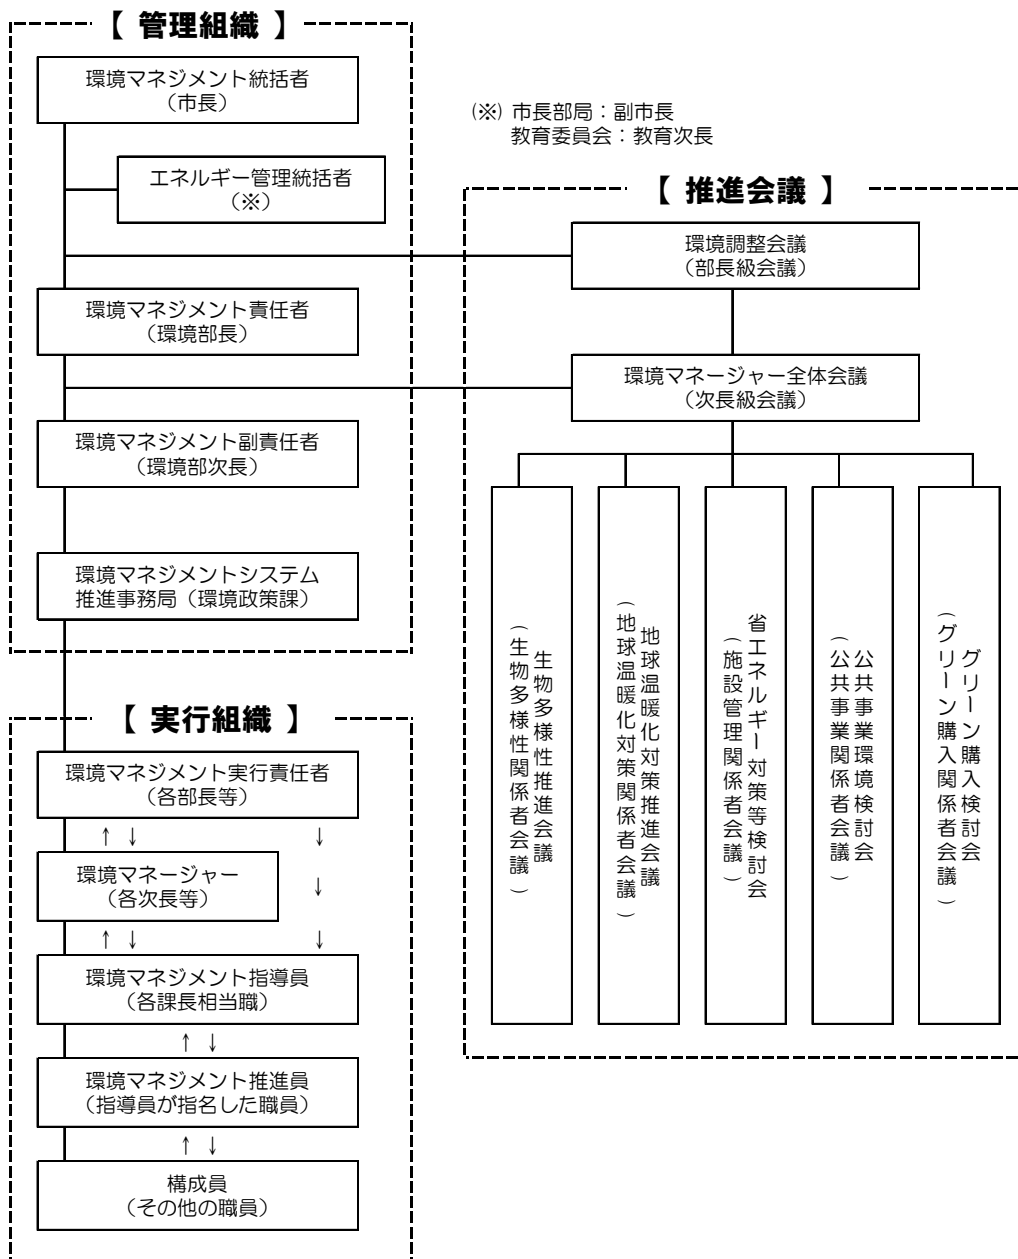 【 管理組織 】
環境マネジメント統括者
（市長）
エネルギー管理統括者
（※）
環境マネジメント責任者
（環境部長）
環境マネジメント副責任者
（環境部次長）
環境マネジメントシステム
推進事務局（環境政策課）
(※) 市長部局：副市長
教育委員会：教育次長
【 推進会議 】
環境調整会議
（部長級会議）
環境マネージャー全体会議
（次長級会議）
生物多様性推進会議
（生物多様性関係者会議）
地球温暖化対策推進会議
（地球温暖化対策関係者会議）
省エネルギー対策等検討会
（施設管理関係者会議）
公共事業環境検討会
（公共事業関係者会議）
グリーン購入検討会
（グリーン購入関係者会議）
【 実行組織 】
環境マネジメント実行責任者
（各部長等）
↑ ↓ ↓
環境マネージャー
（各次長等）
↓
↑ ↓ ↓
環境マネジメント指導員
（各課長相当職）
↑ ↓
環境マネジメント推進員
（指導員が指名した職員）
↑ ↓
構成員
（その他の職員）